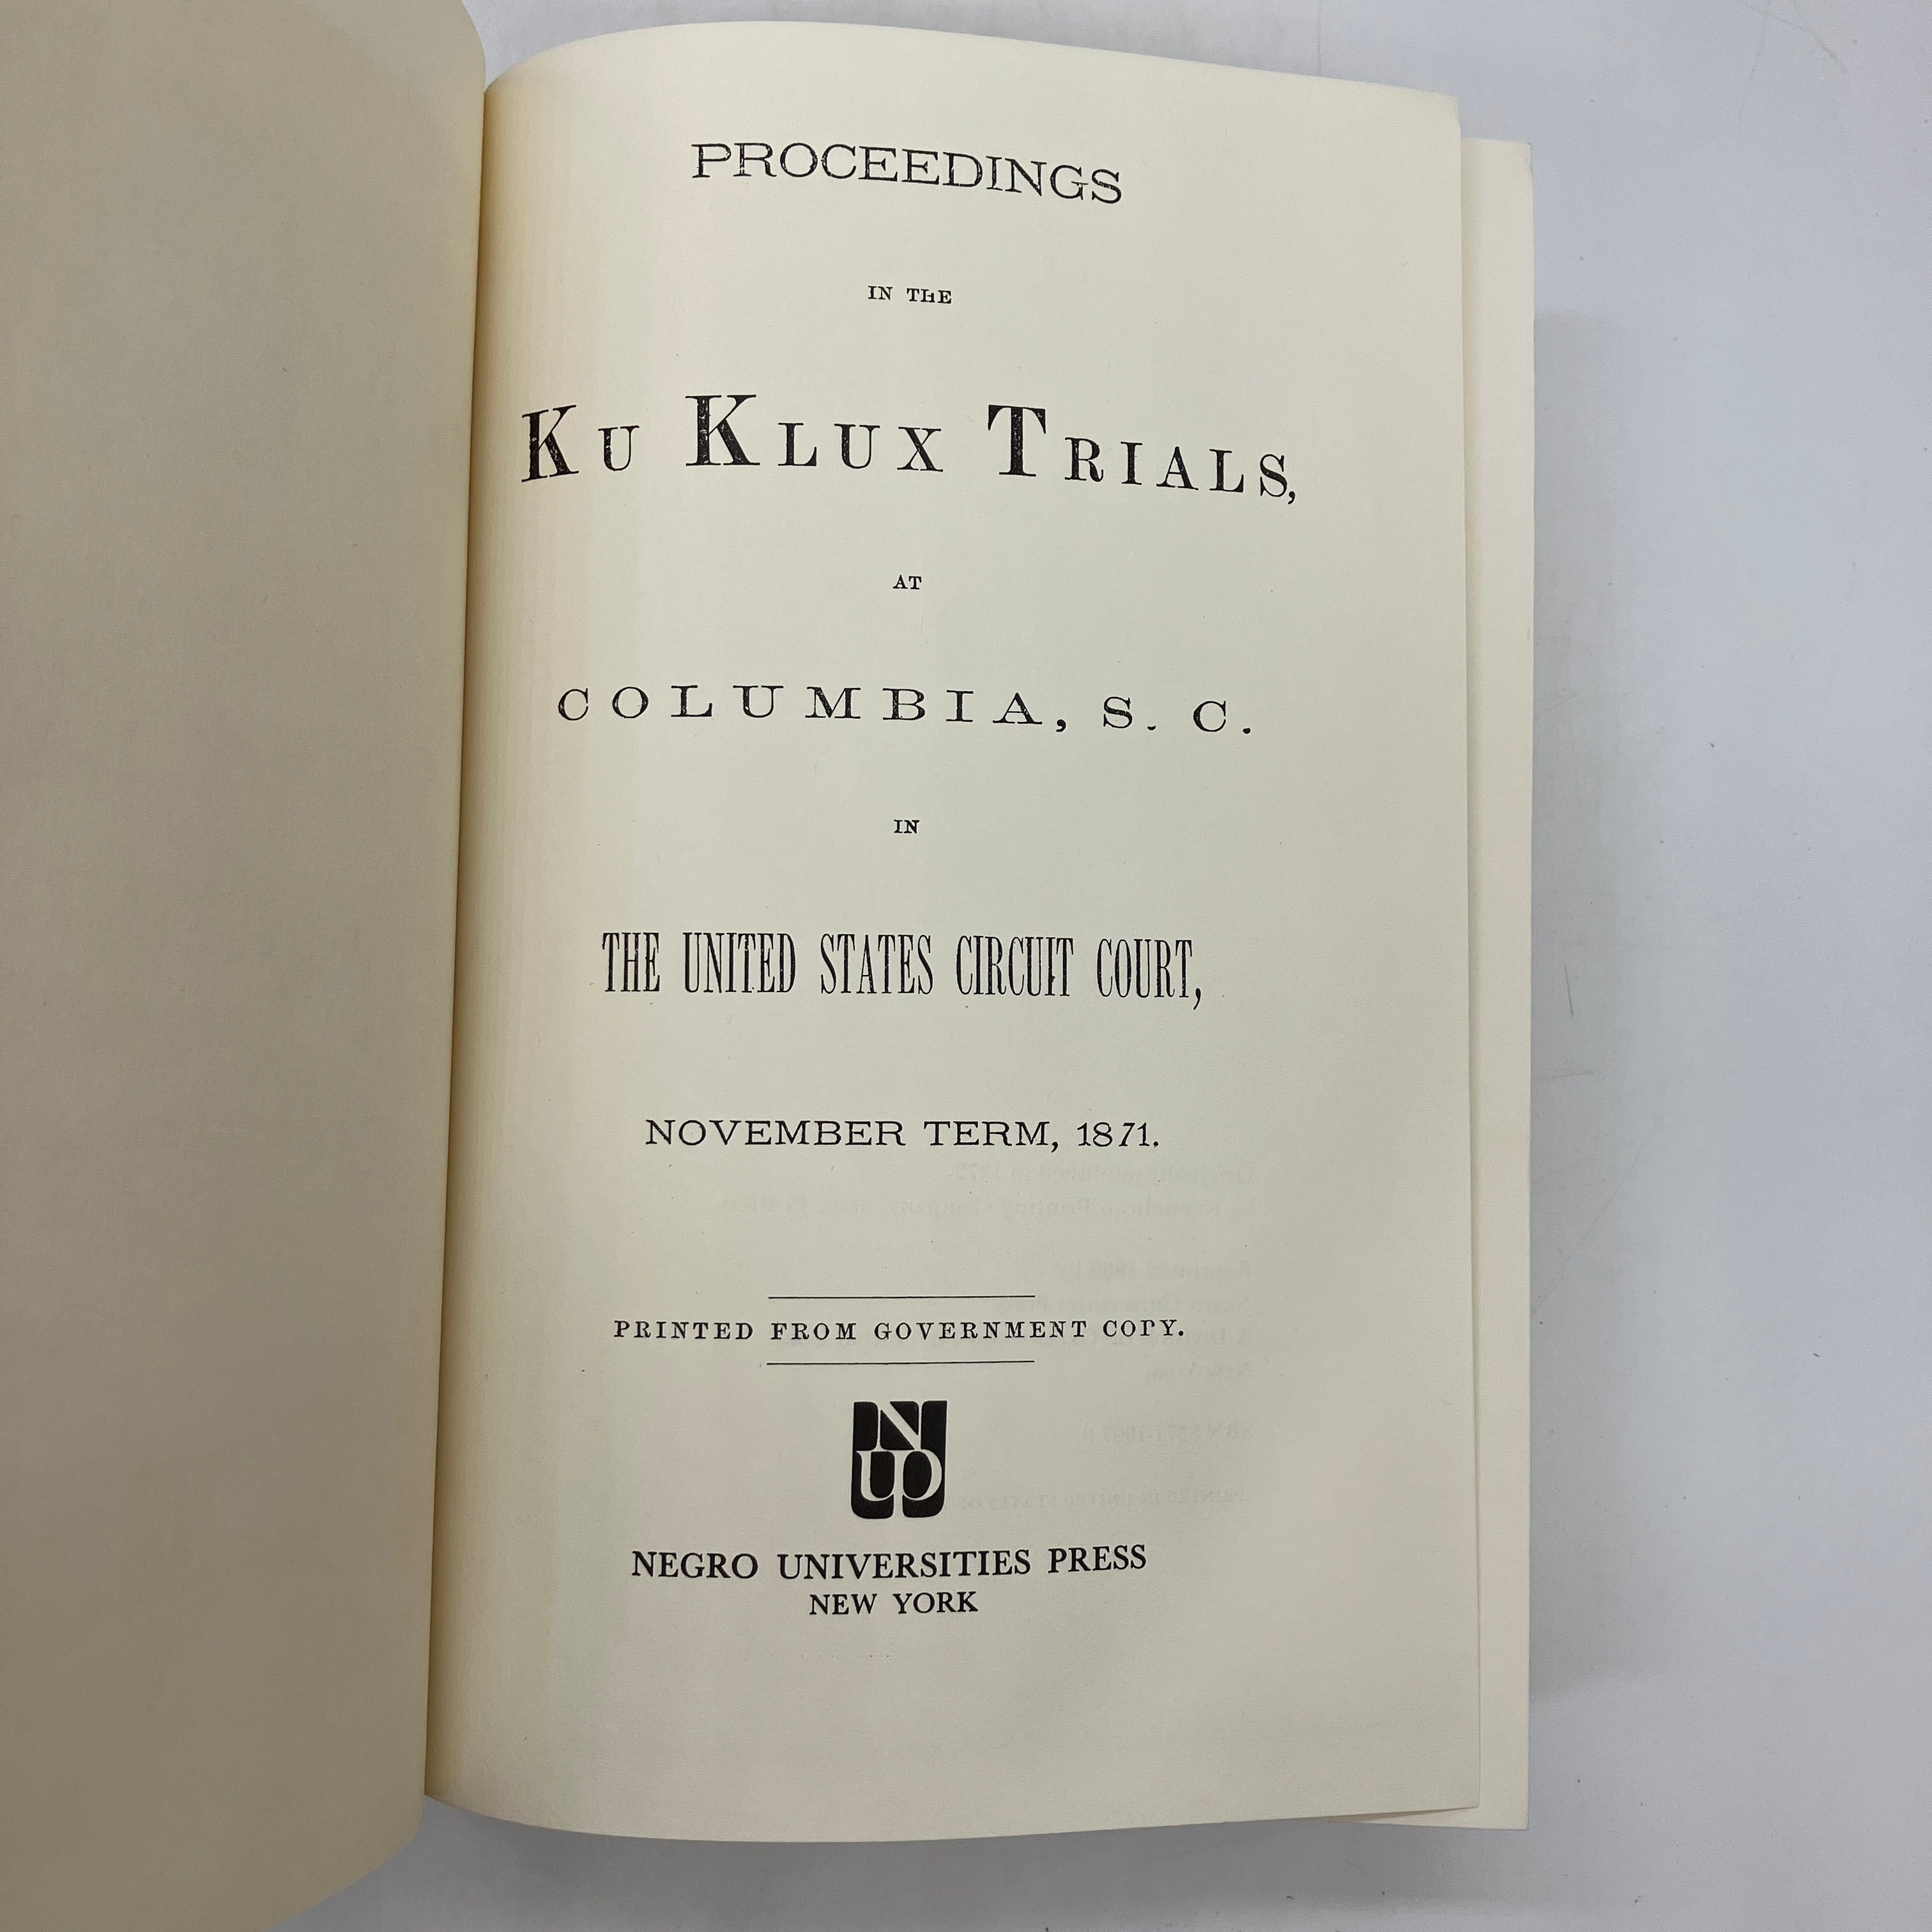 PROCEEDINGS
IN THE
KU KLUX TRIALS,
AT
COLUMBIA, S. C.
IN
THE UNITED STATES CIRCUIT COURT,
NOVEMBER TERM, 1871.
PRINTED FROM GOVERNMENT COPY.
NUP
NEGRO UNIVERSITIES PRESS
NEW YORK